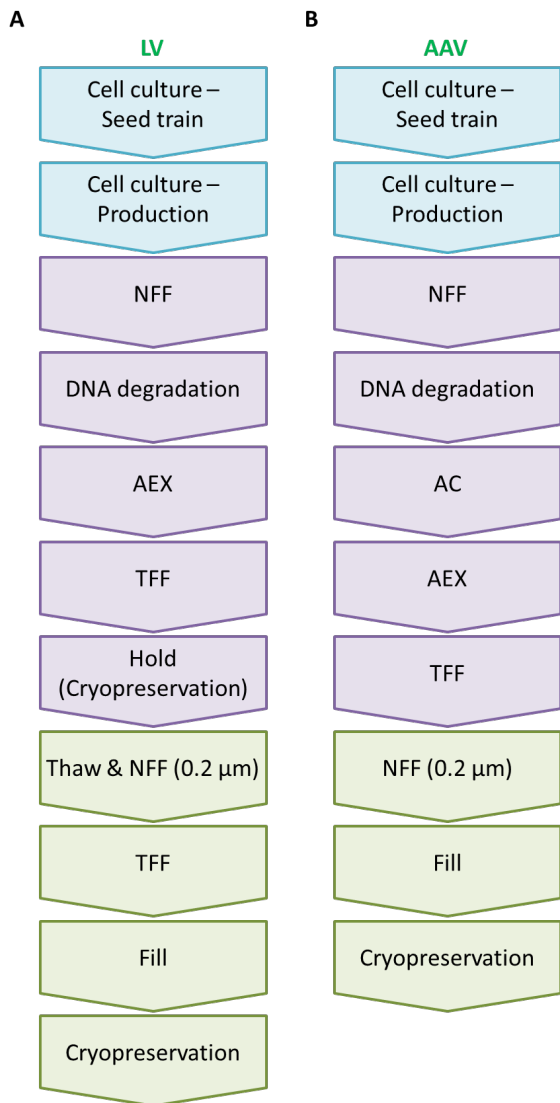 A
LV
Cell culture –
Seed train
Cell culture –
Production
NFF
DNA degradation
AEX
TFF
Hold
(Cryopreservation)
Thaw & NFF (0.2 µm)
TFF
Fill
Cryopreservation
B
AAV
Cell culture –
Seed train
Cell culture –
Production
NFF
DNA degradation
AC
AEX
TFF
NFF (0.2 µm)
Fill
Cryopreservation